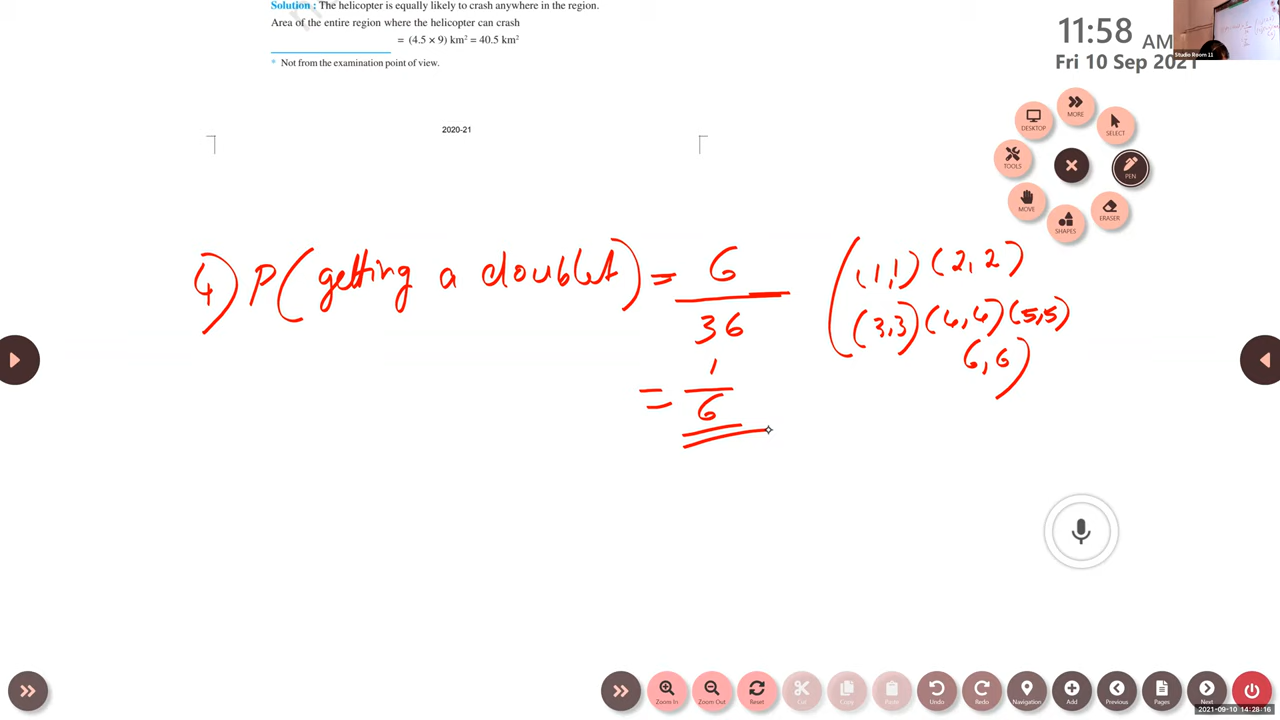 Solution : The helicopter is equally likely to crash anywhere in the region.
Area of the entire region where the helicopter can crash
= (4.5 × 9) km² = 40.5 km²
* Not from the examination point of view.
2020-21
11:58 AM
Fri 10 Sep 2021
Studio Room 11
MORE
DESKTOP
SELECT
TOOLS
PEN
MOVE
ERASER
SHAPES
4) P( getting a doublet ) = 6/36 ( (1,1) (2,2)
(3,3) (4,4) (5,5)
6,6 )
= 1/6
Zoom In
Zoom Out
Reset
Cut
Copy
Paste
Undo
Redo
Navigation
Add
Previous
Pages
Next
2021-09-10 14:28:16